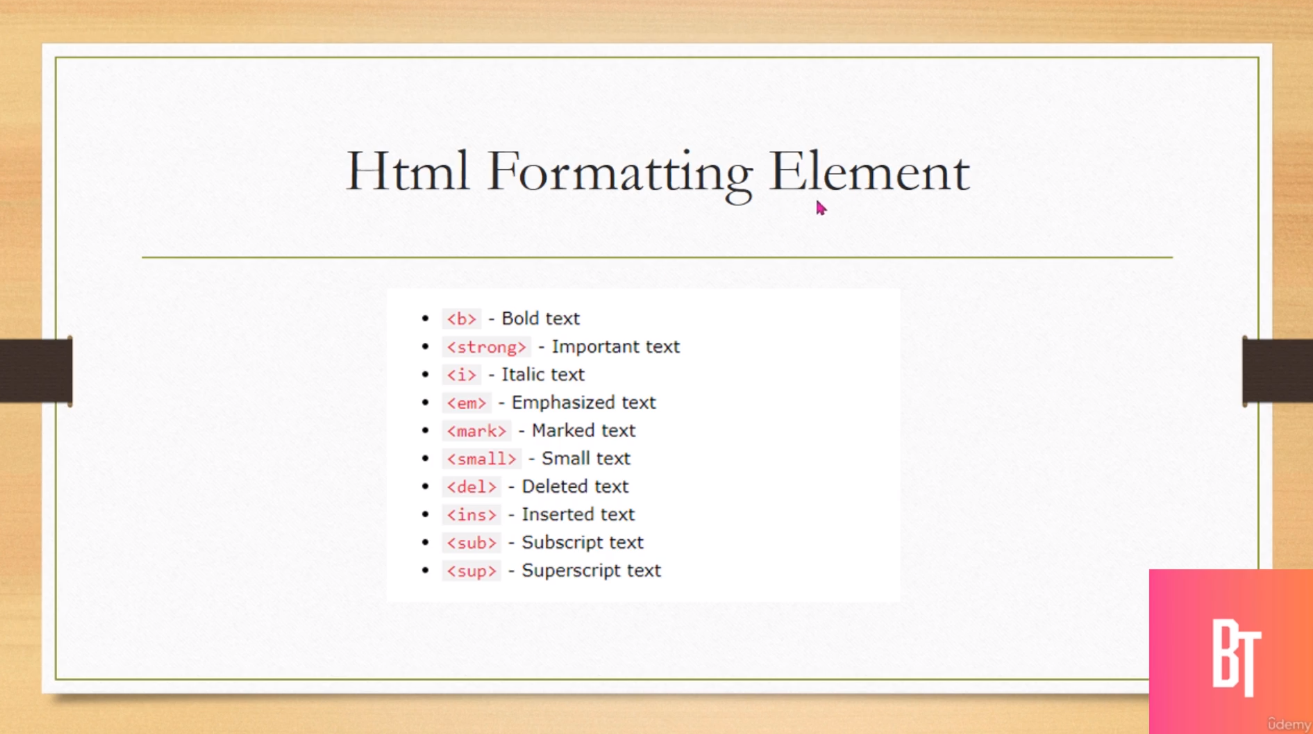 Html Formatting Element
• <b> - Bold text
• <strong> - Important text
• <i> - Italic text
• <em> - Emphasized text
• <mark> - Marked text
• <small> - Small text
• <del> - Deleted text
• <ins> - Inserted text
• <sub> - Subscript text
• <sup> - Superscript text
BT
ûdemy